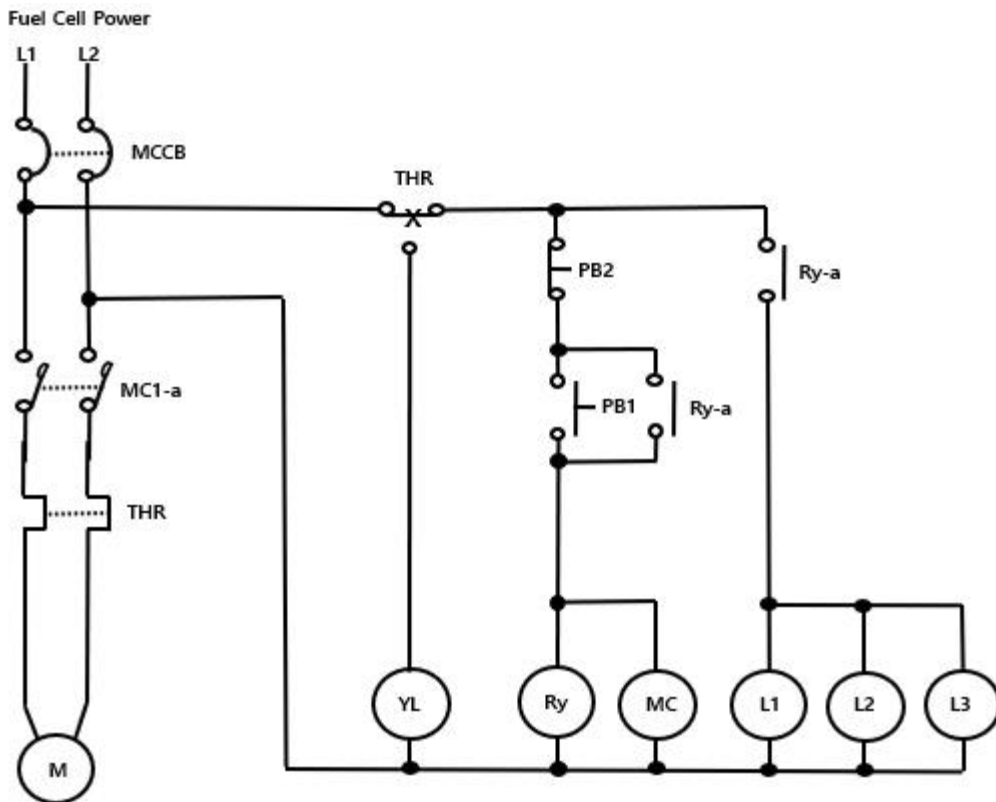 Fuel Cell Power
L1 L2
MCCB
THR
X
PB2
Ry-a
MC1-a
PB1
Ry-a
THR
YL
Ry
MC
L1
L2
L3
M